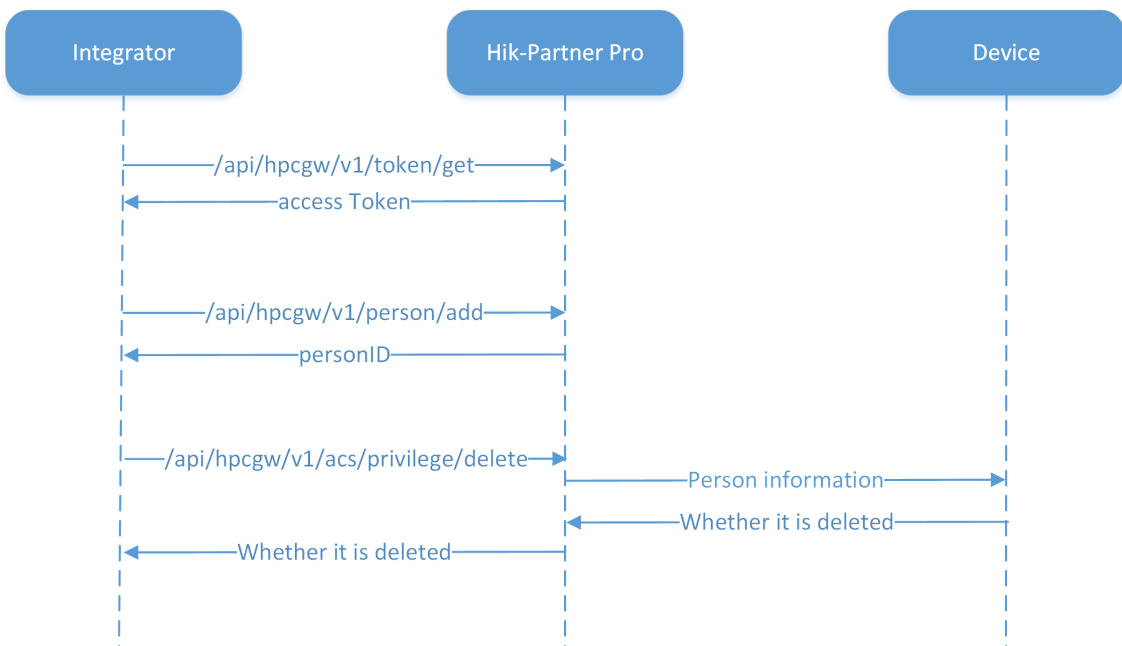 Integrator
Hik-Partner Pro
Device
/api/hpcgw/v1/token/get
access Token
/api/hpcgw/v1/person/add
personID
/api/hpcgw/v1/acs/privilege/delete
Person information
Whether it is deleted
Whether it is deleted